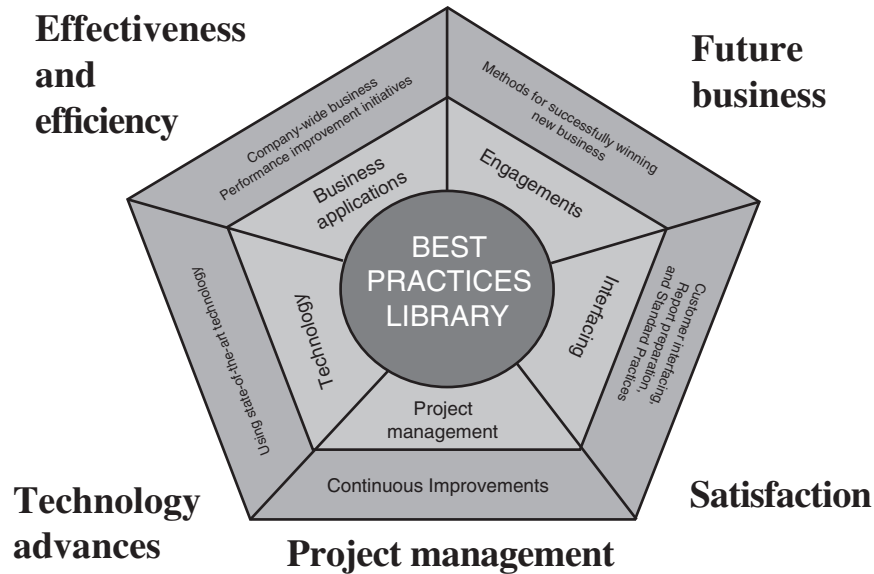 Effectiveness
and
efficiency
Future
business
Company-wide business
Performance improvement initiatives
Methods for successfully winning
new business
Business
applications
Engagements
BEST
PRACTICES
LIBRARY
Using state-of-the-art technology
Technology
Interfacing
Customer interfacing,
Report preparation,
and Standard Practices
Project
management
Continuous Improvements
Technology
advances
Project management
Satisfaction